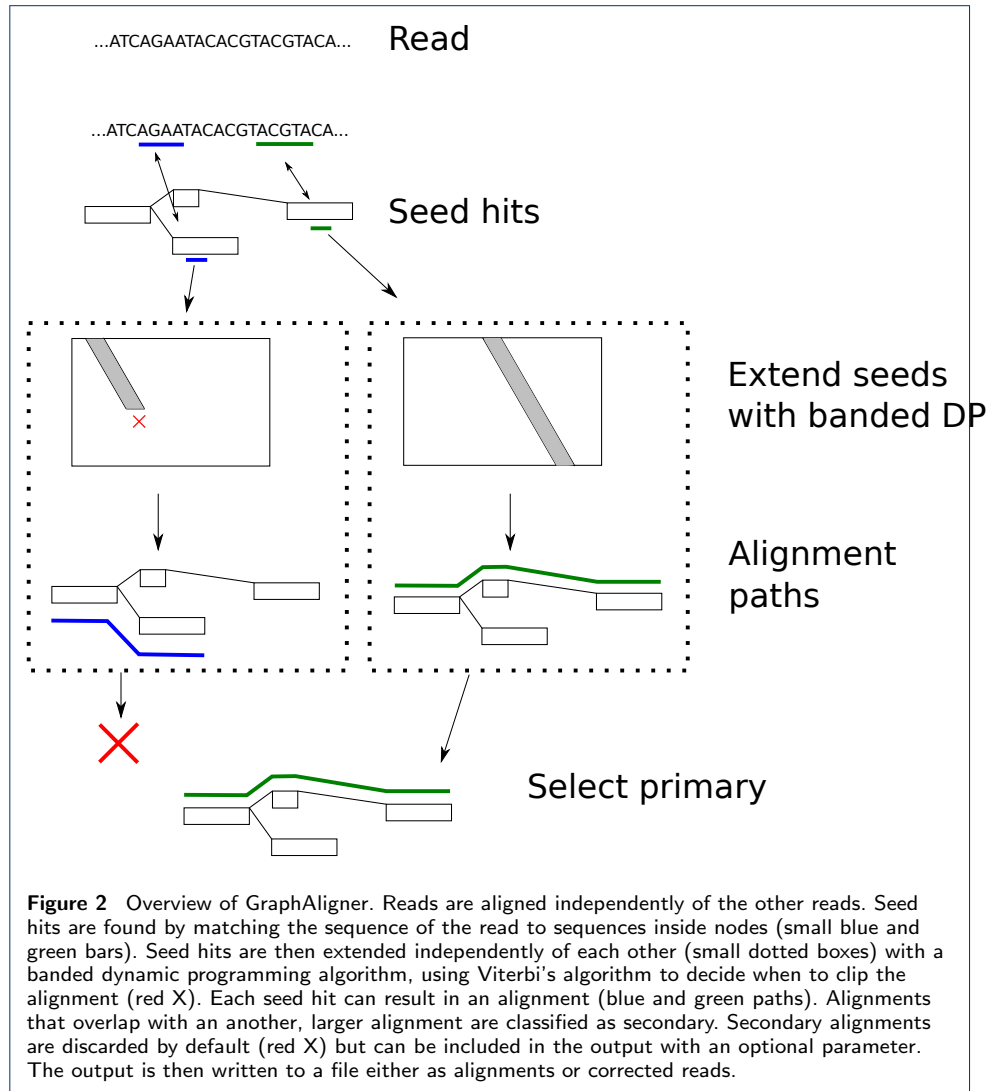 ...ATCAGAATACACGTACGTACA...
Read
...ATCAGAATACACGTACGTACA...
Seed hits
Extend seeds
with banded DP
Alignment
paths
Select primary
Figure 2 Overview of GraphAligner. Reads are aligned independently of the other reads. Seed
hits are found by matching the sequence of the read to sequences inside nodes (small blue and
green bars). Seed hits are then extended independently of each other (small dotted boxes) with a
banded dynamic programming algorithm, using Viterbi's algorithm to decide when to clip the
alignment (red X). Each seed hit can result in an alignment (blue and green paths). Alignments
that overlap with an another, larger alignment are classified as secondary. Secondary alignments
are discarded by default (red X) but can be included in the output with an optional parameter.
The output is then written to a file either as alignments or corrected reads.